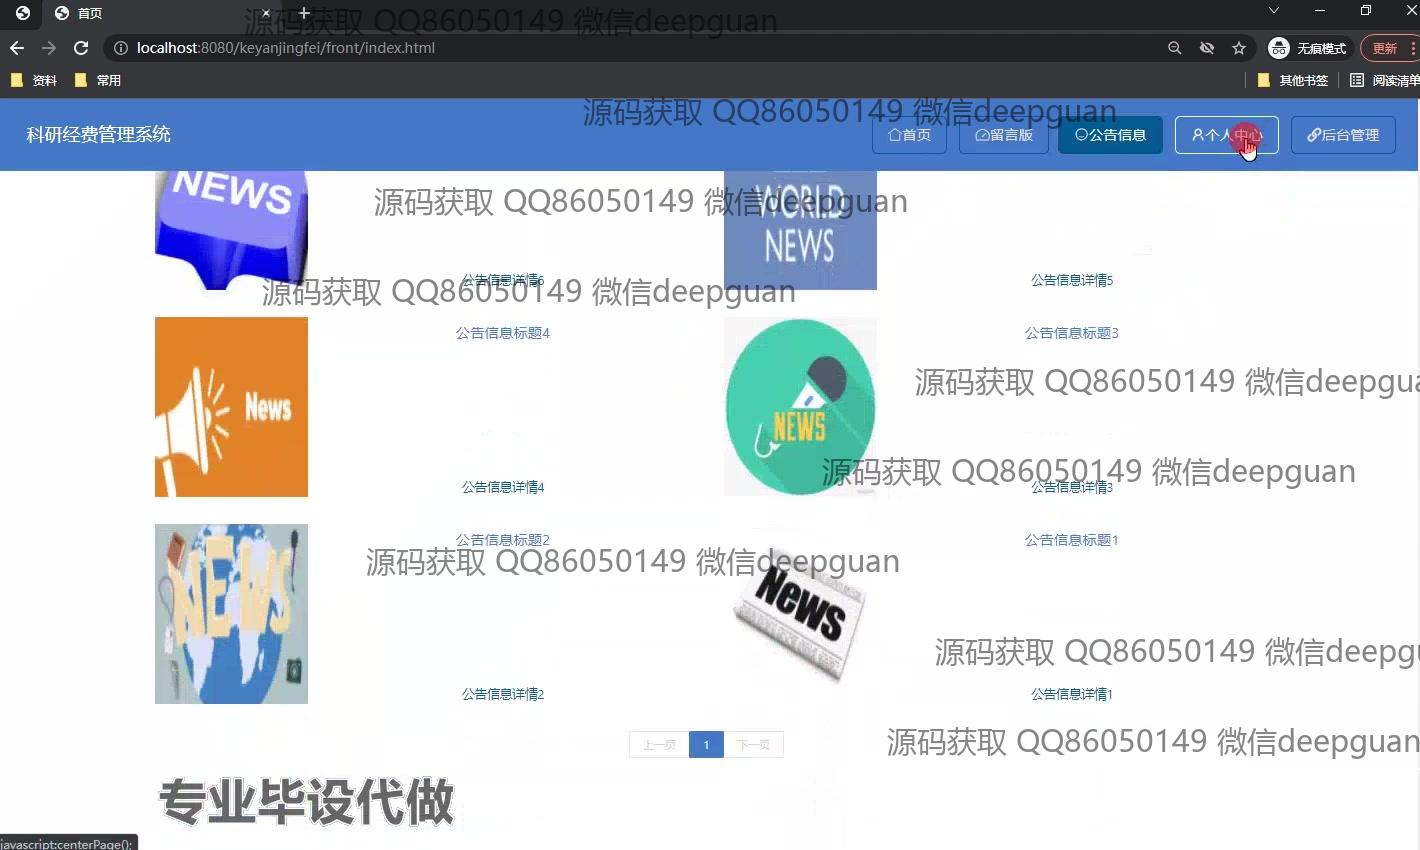 首页
源码获取 QQ86050149 微信deepguan
localhost:8080/keyanjingfei/front/index.html
无痕模式
更新
资料
常用
其他书签
阅读清单
源码获取 QQ86050149 微信deepguan
科研经费管理系统
首页
留言版
公告信息
个人中心
后台管理
NEWS
源码获取 QQ86050149 微信deepguan
WORLD
NEWS
公告信息详情6
公告信息详情5
源码获取 QQ86050149 微信deepguan
公告信息标题4
公告信息标题3
源码获取 QQ86050149 微信deepgua
News
NEWS
源码获取 QQ86050149 微信deepguan
公告信息详情4
公告信息详情3
公告信息标题2
公告信息标题1
源码获取 QQ86050149 微信deepguan
NEWS
News
源码获取 QQ86050149 微信deepgu
公告信息详情2
公告信息详情1
上一页
1
下一页
源码获取 QQ86050149 微信deepguan
专业毕设代做
javascript:centerPage();